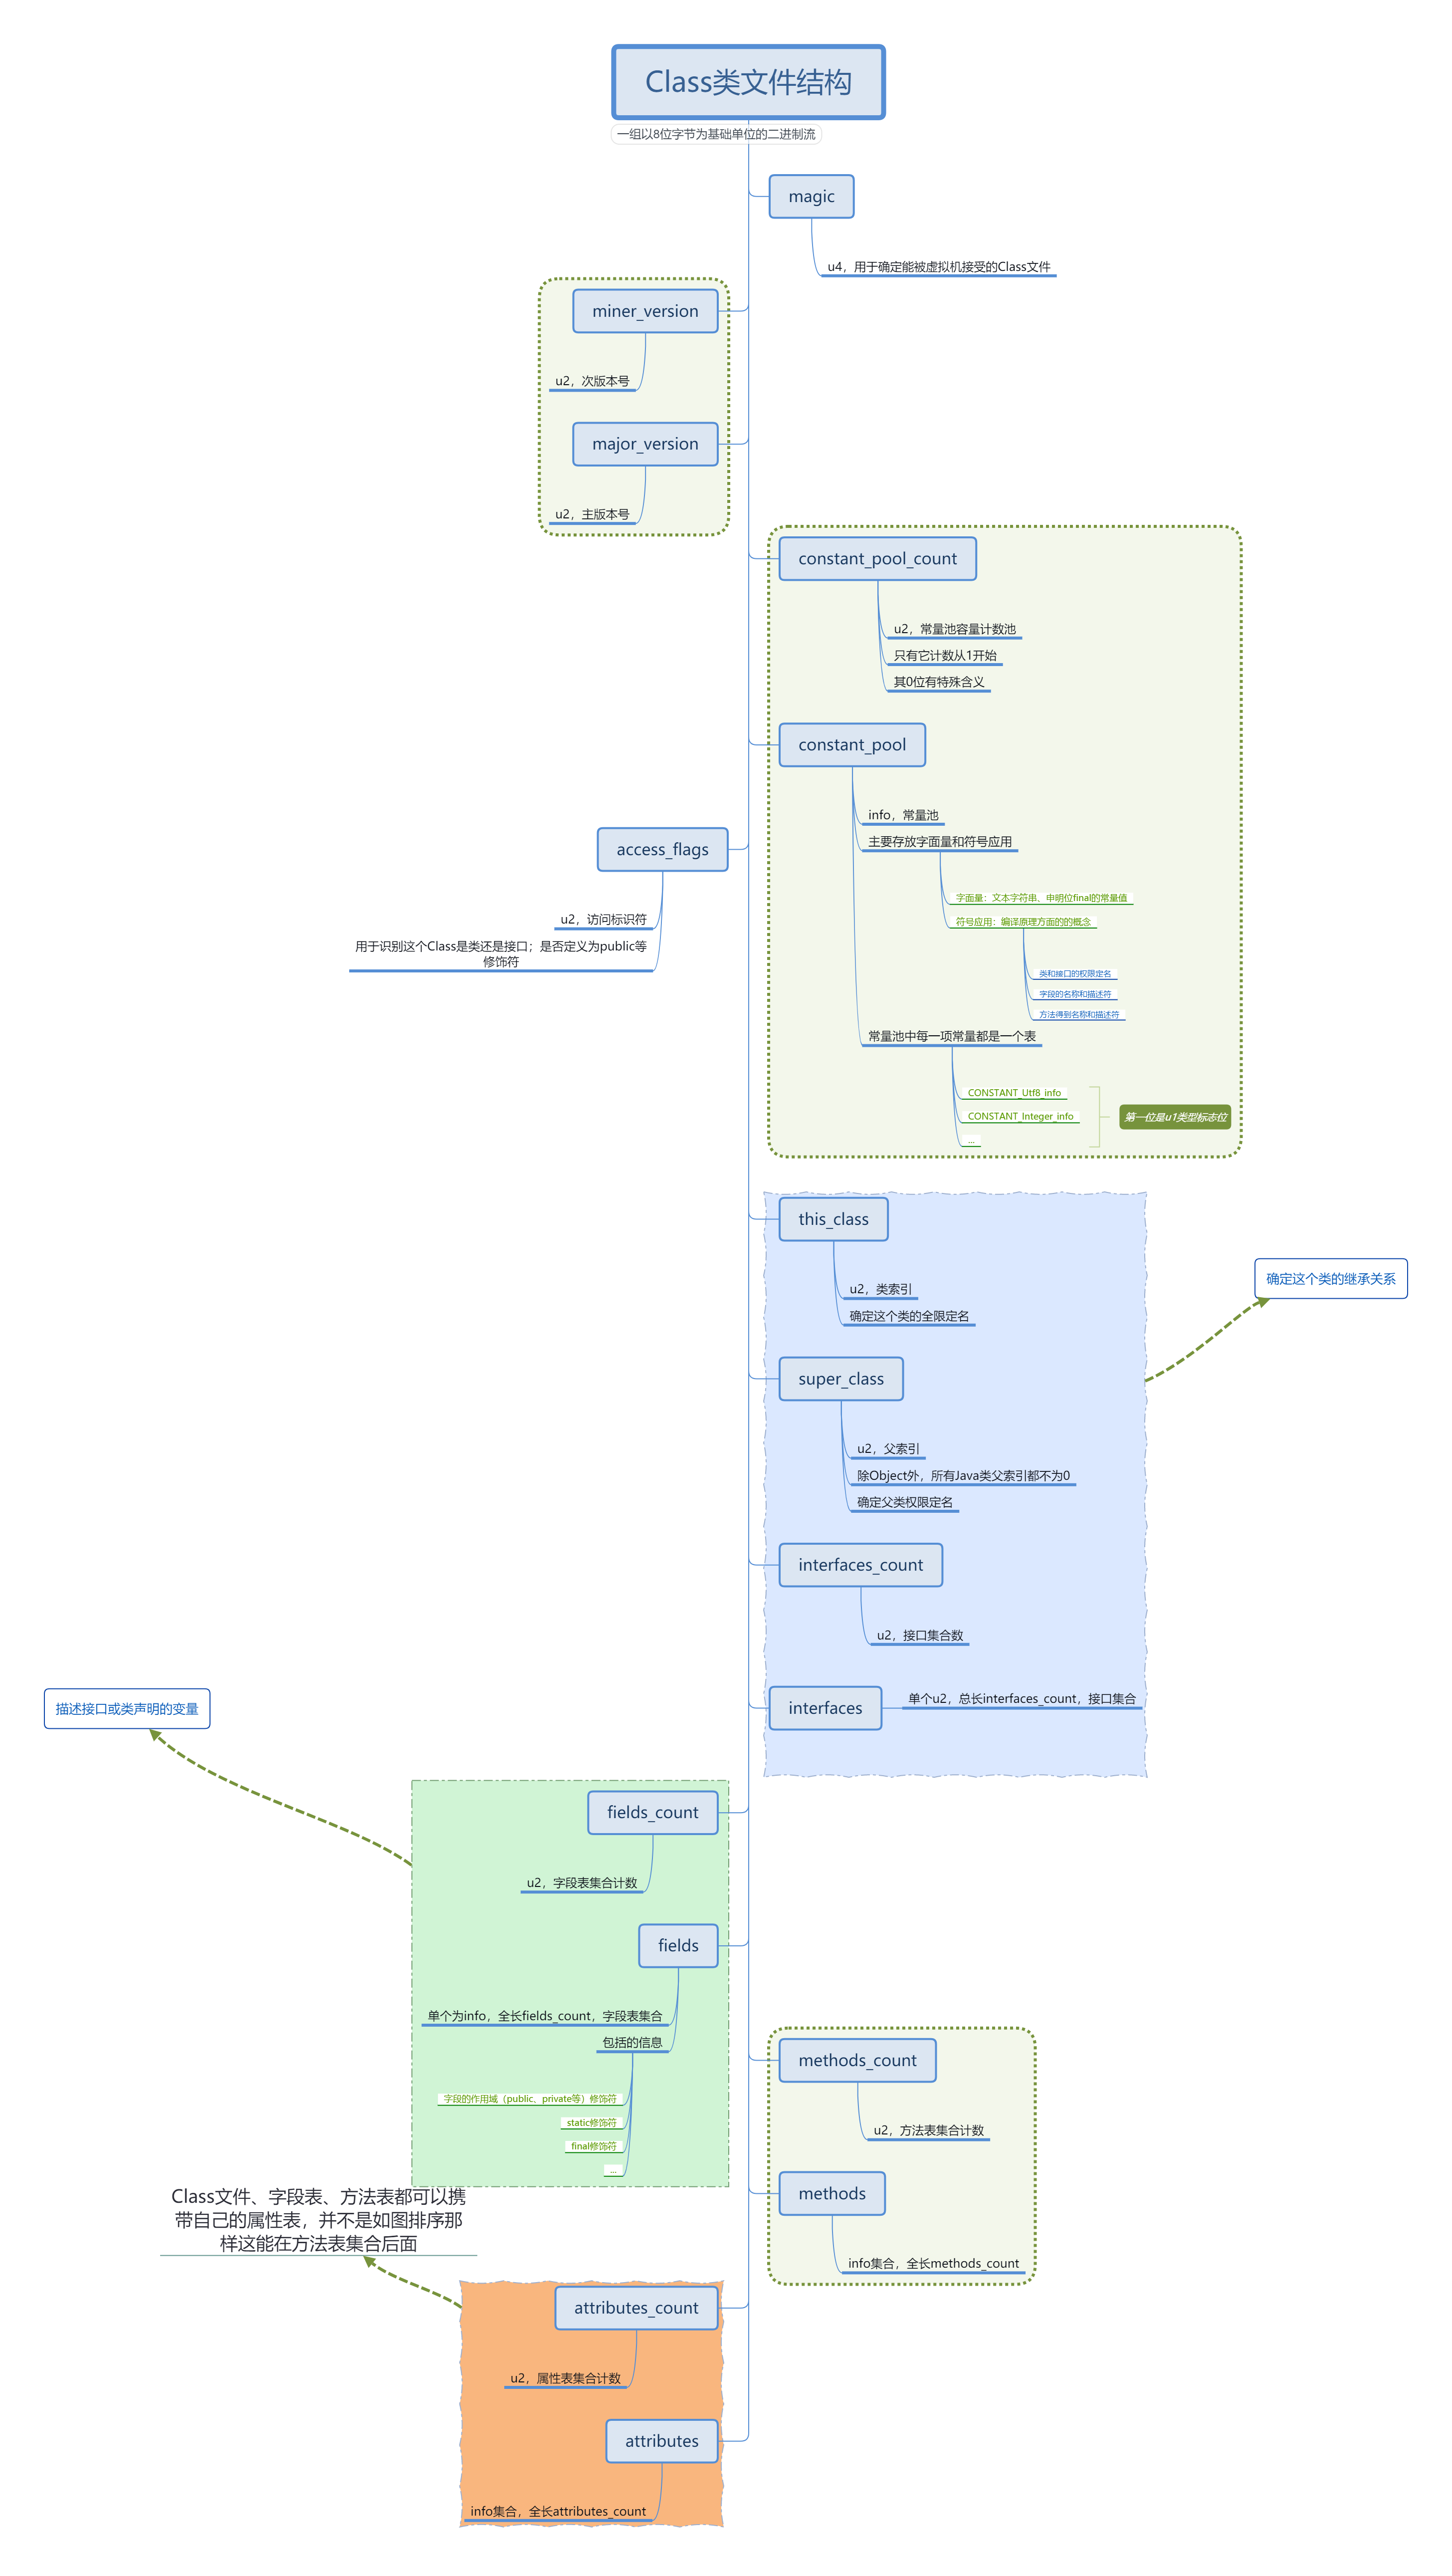 Class类文件结构
一组以8位字节为基础单位的二进制流
magic
u4，用于确定能被虚拟机接受的Class文件
miner_version
u2，次版本号
major_version
u2，主版本号
constant_pool_count
u2，常量池容量计数池
只有它计数从1开始
其0位有特殊含义
constant_pool
info，常量池
主要存放字面量和符号应用
字面量：文本字符串、申明位final的常量值
符号应用：编译原理方面的的概念
类和接口的权限定名
字段的名称和描述符
方法得到名称和描述符
常量池中每一项常量都是一个表
CONSTANT_Utf8_info
CONSTANT_Integer_info
...
第一位是u1类型标志位
access_flags
u2，访问标识符
用于识别这个Class是类还是接口；是否定义为public等
修饰符
this_class
u2，类索引
确定这个类的全限定名
确定这个类的继承关系
super_class
u2，父索引
除Object外，所有Java类父索引都不为0
确定父类权限定名
interfaces_count
u2，接口集合数
interfaces
单个u2，总长interfaces_count，接口集合
描述接口或类声明的变量
fields_count
u2，字段表集合计数
fields
单个为info，全长fields_count，字段表集合
包括的信息
字段的作用域（public、private等）修饰符
static修饰符
final修饰符
...
methods_count
u2，方法表集合计数
methods
info集合，全长methods_count
Class文件、字段表、方法表都可以携
带自己的属性表，并不是如图排序那
样这能在方法表集合后面
attributes_count
u2，属性表集合计数
attributes
info集合，全长attributes_count